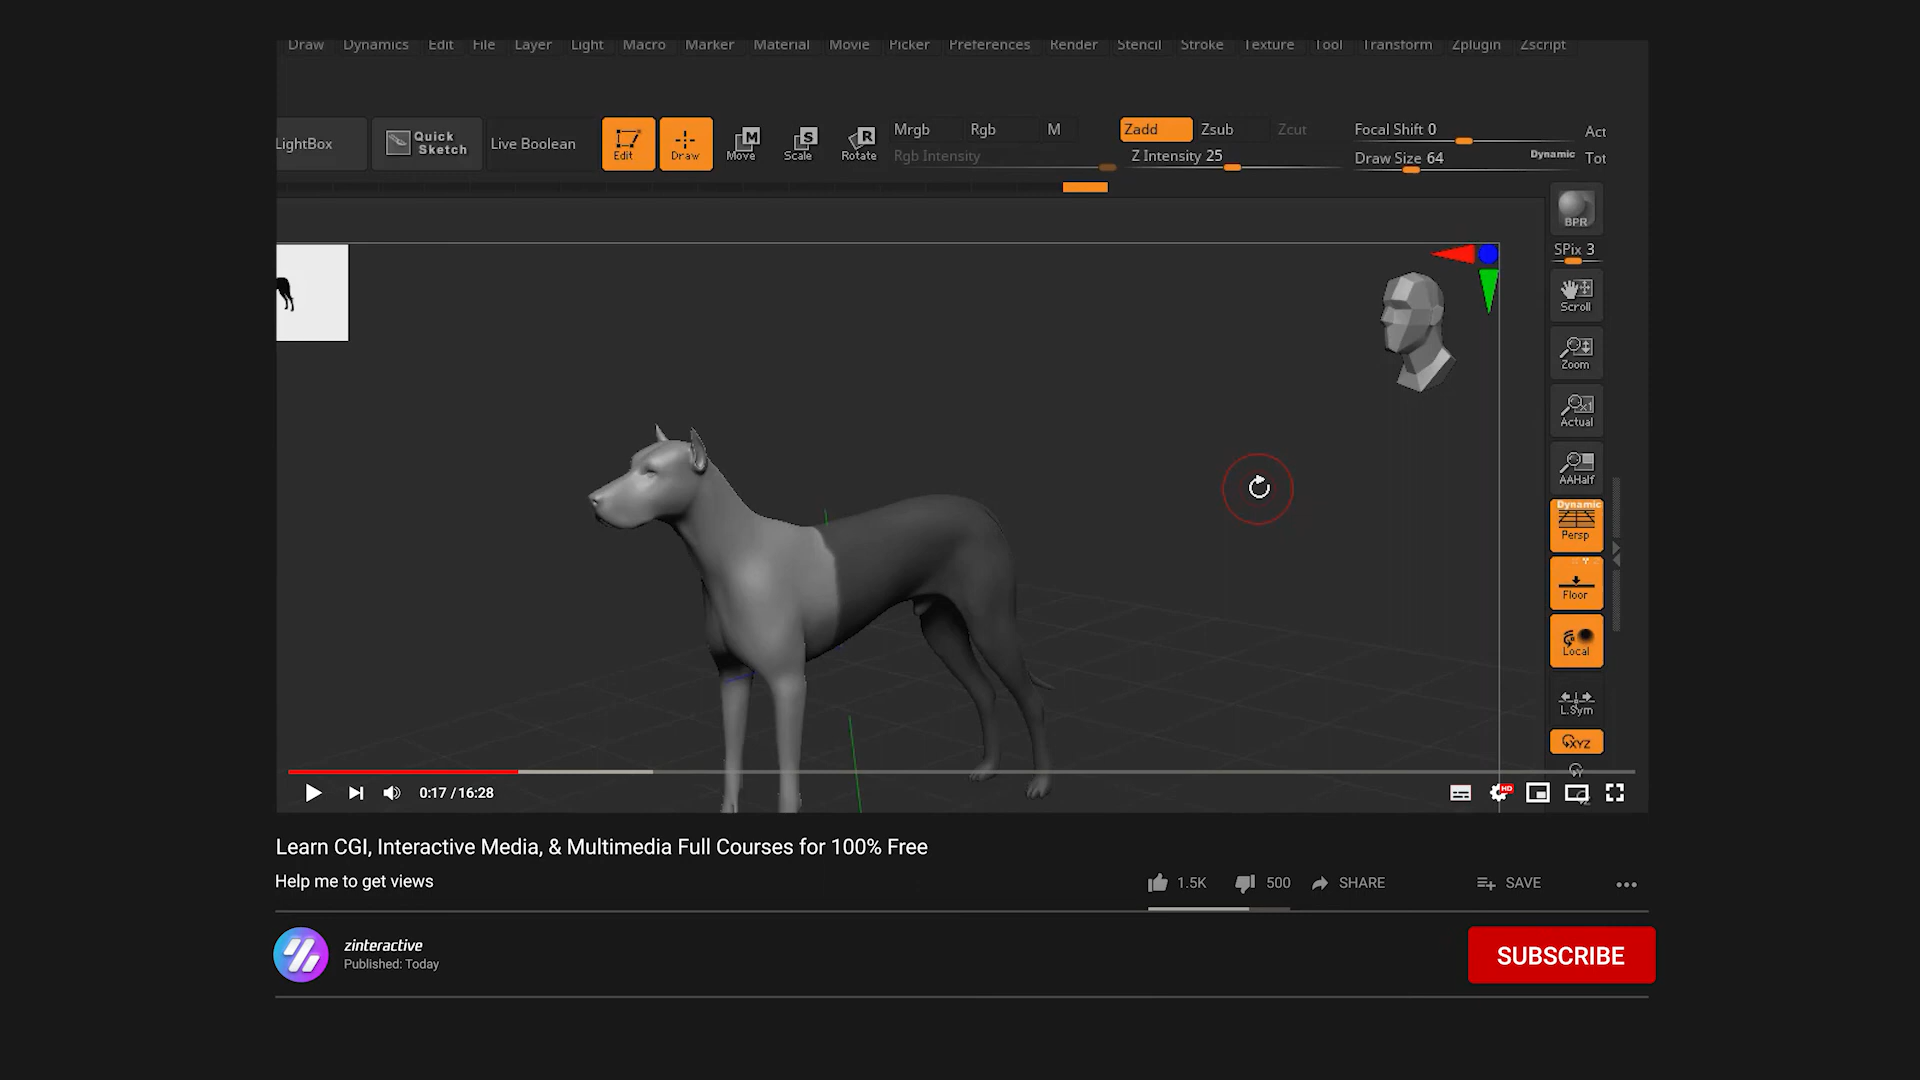 Draw Dynamics Edit File Layer Light Macro Marker Material Movie Picker Preferences Render Stencil Stroke Texture Tool Transform Zplugin Zscript
LightBox
Quick Sketch
Live Boolean
Edit
Draw
M
Move
S
Scale
R
Rotate
Mrgb Rgb M
Rgb Intensity
Zadd Zsub Zcut
Z Intensity 25
Focal Shift 0
Draw Size 64
Dynamic
Act
Tot
BPR
SPix 3
Scroll
Zoom
x1
Actual
AAHalf
Dynamic
Persp
Floor
Local
L.Sym
XYZ
0:17 / 16:28
HD
Learn CGI, Interactive Media, & Multimedia Full Courses for 100% Free
Help me to get views
1.5K 500 SHARE SAVE
zinteractive
Published: Today
SUBSCRIBE